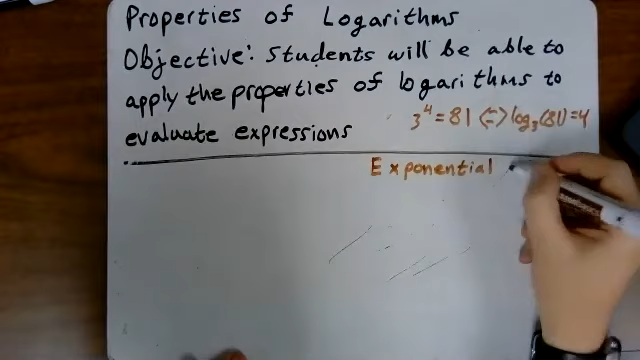 Properties of Logarithms
Objective: Students will be able to
apply the properties of logarithms to
evaluate expressions
3^4 = 81 <=> log_3(81) = 4
Exponential